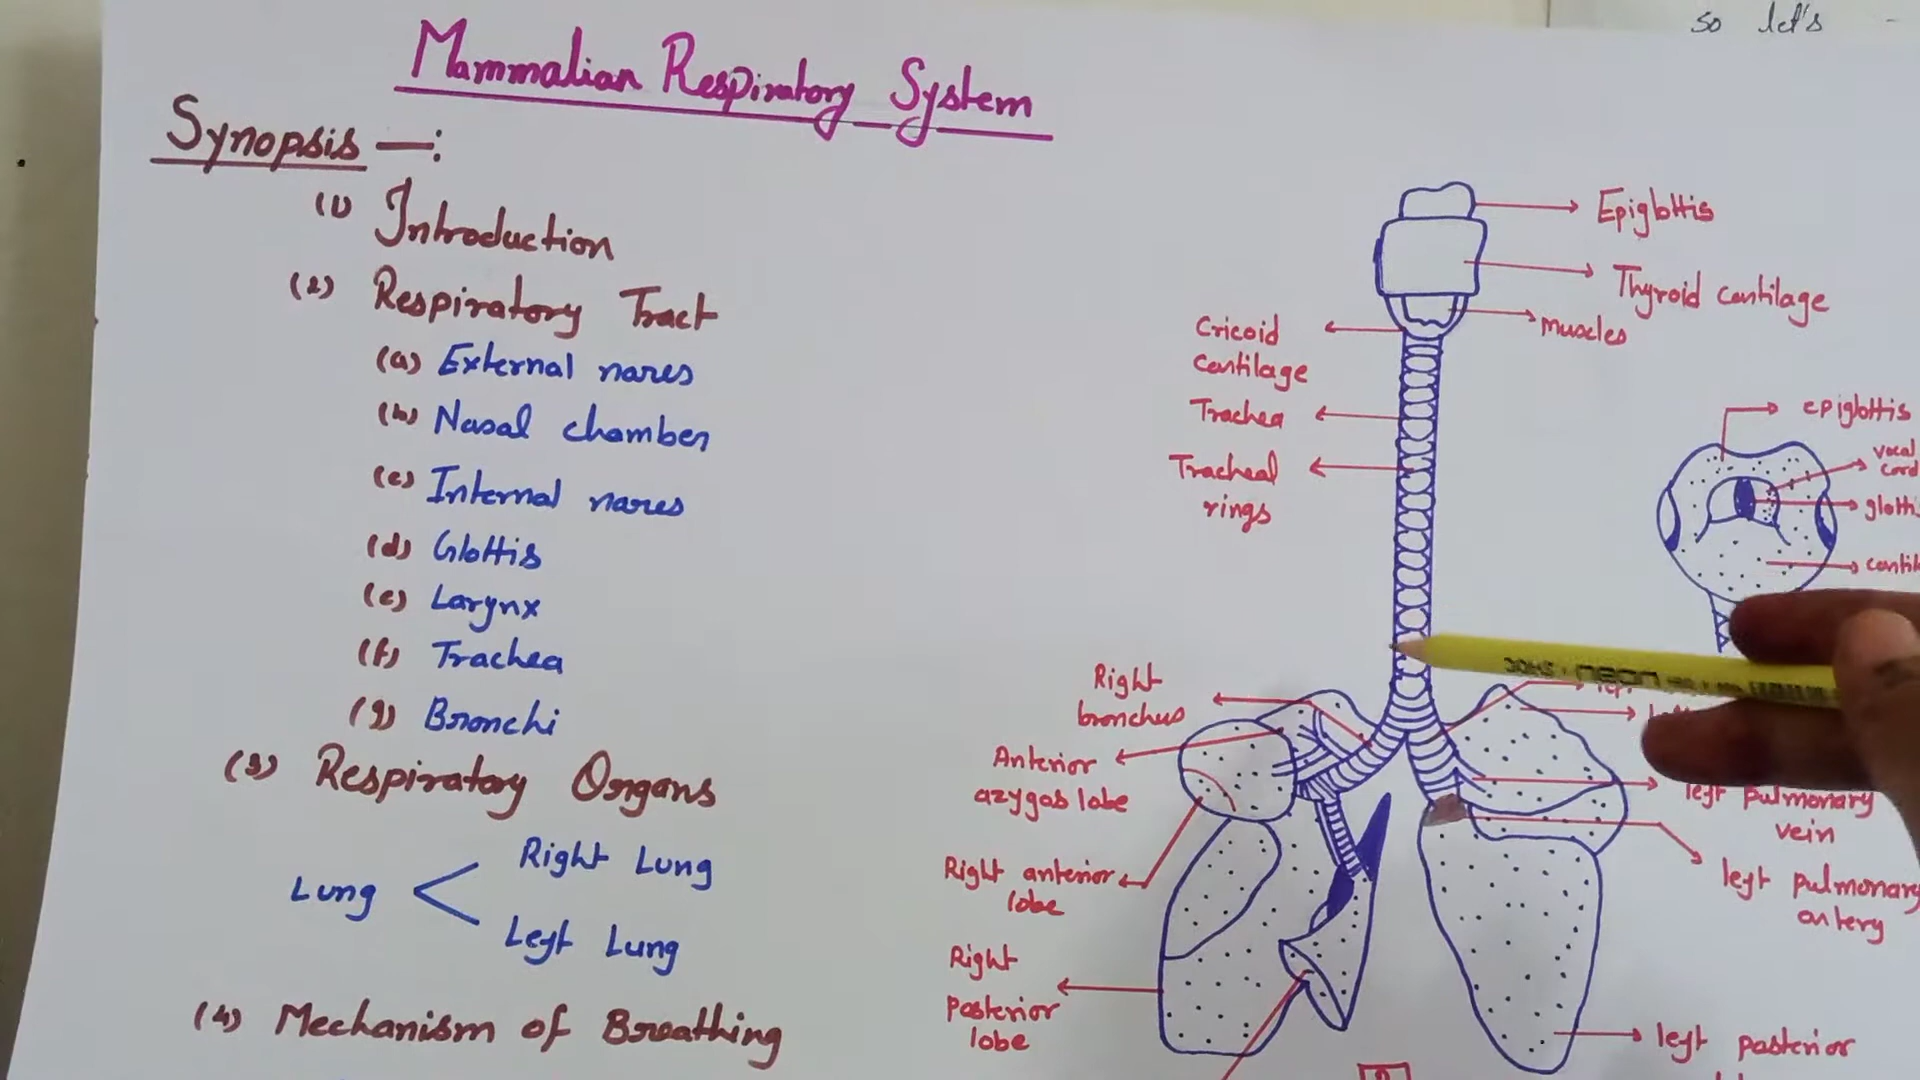 so let's
Mammalian Respiratory System
Synopsis —:
(1) Introduction
(2) Respiratory Tract
(a) External nares
(b) Nasal chamber
(c) Internal nares
(d) Glottis
(e) Larynx
(f) Trachea
(g) Bronchi
(3) Respiratory Organs
Lung
Right Lung
Left Lung
(4) Mechanism of Breathing
Epiglottis
Thyroid cartilage
muscles
Cricoid
cartilage
Trachea
Tracheal
rings
epiglottis
vocal
cord
Right
bronchus
Anterior
azygas lobe
Right anterior
lobe
Right
Posterior
lobe
left pulmonary
vein
left pulmonary
artery
left posterior